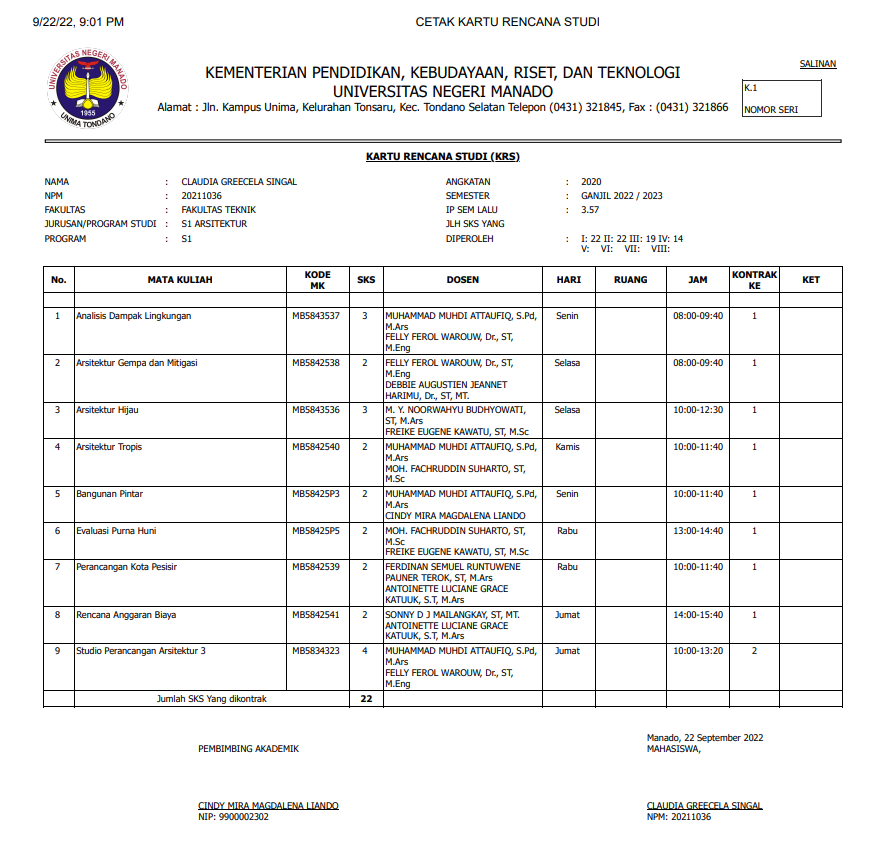 9/22/22, 9:01 PM CETAK KARTU RENCANA STUDI
UNIVERSITAS NEGERI MANADO
1955
UNIMA TONDANO
SALINAN
KEMENTERIAN PENDIDIKAN, KEBUDAYAAN, RISET, DAN TEKNOLOGI
UNIVERSITAS NEGERI MANADO
Alamat : Jln. Kampus Unima, Kelurahan Tonsaru, Kec. Tondano Selatan Telepon (0431) 321845, Fax : (0431) 321866
K.1
NOMOR SERI
KARTU RENCANA STUDI (KRS)
NAMA : CLAUDIA GREECELA SINGAL ANGKATAN : 2020
NPM : 20211036 SEMESTER : GANJIL 2022 / 2023
FAKULTAS : FAKULTAS TEKNIK IP SEM LALU : 3.57
JURUSAN/PROGRAM STUDI : S1 ARSITEKTUR JLH SKS YANG
PROGRAM : S1 DIPEROLEH : I: 22 II: 22 III: 19 IV: 14
V: VI: VII: VIII:
No. MATA KULIAH KODE MK SKS DOSEN HARI RUANG JAM KONTRAK KE KET
1 Analisis Dampak Lingkungan MB5843537 3 MUHAMMAD MUHDI ATTAUFIQ, S.Pd, Senin 08:00-09:40 1
M.Ars
FELLY FEROL WAROUW, Dr., ST,
M.Eng
2 Arsitektur Gempa dan Mitigasi MB5842538 2 FELLY FEROL WAROUW, Dr., ST, Selasa 08:00-09:40 1
M.Eng
DEBBIE AUGUSTIEN JEANNET
HARIMU, Dr., ST, MT.
3 Arsitektur Hijau MB5843536 3 M. Y. NOORWAHYU BUDHYOWATI, Selasa 10:00-12:30 1
ST, M.Ars
FREIKE EUGENE KAWATU, ST, M.Sc
4 Arsitektur Tropis MB5842540 2 MUHAMMAD MUHDI ATTAUFIQ, S.Pd, Kamis 10:00-11:40 1
M.Ars
MOH. FACHRUDDIN SUHARTO, ST,
M.Sc
5 Bangunan Pintar MB58425P3 2 MUHAMMAD MUHDI ATTAUFIQ, S.Pd, Senin 10:00-11:40 1
M.Ars
CINDY MIRA MAGDALENA LIANDO
6 Evaluasi Purna Huni MB58425P5 2 MOH. FACHRUDDIN SUHARTO, ST, Rabu 13:00-14:40 1
M.Sc
FREIKE EUGENE KAWATU, ST, M.Sc
7 Perancangan Kota Pesisir MB5842539 2 FERDINAN SEMUEL RUNTUWENE Rabu 10:00-11:40 1
PAUNER TEROK, ST, M.Ars
ANTOINETTE LUCIANE GRACE
KATUUK, S.T, M.Ars
8 Rencana Anggaran Biaya MB5842541 2 SONNY D J MAILANGKAY, ST, MT. Jumat 14:00-15:40 1
ANTOINETTE LUCIANE GRACE
KATUUK, S.T, M.Ars
9 Studio Perancangan Arsitektur 3 MB5834323 4 MUHAMMAD MUHDI ATTAUFIQ, S.Pd, Jumat 10:00-13:20 2
M.Ars
FELLY FEROL WAROUW, Dr., ST,
M.Eng
Jumlah SKS Yang dikontrak 22
Manado, 22 September 2022
PEMBIMBING AKADEMIK MAHASISWA,
CINDY MIRA MAGDALENA LIANDO CLAUDIA GREECELA SINGAL
NIP: 9900002302 NPM: 20211036